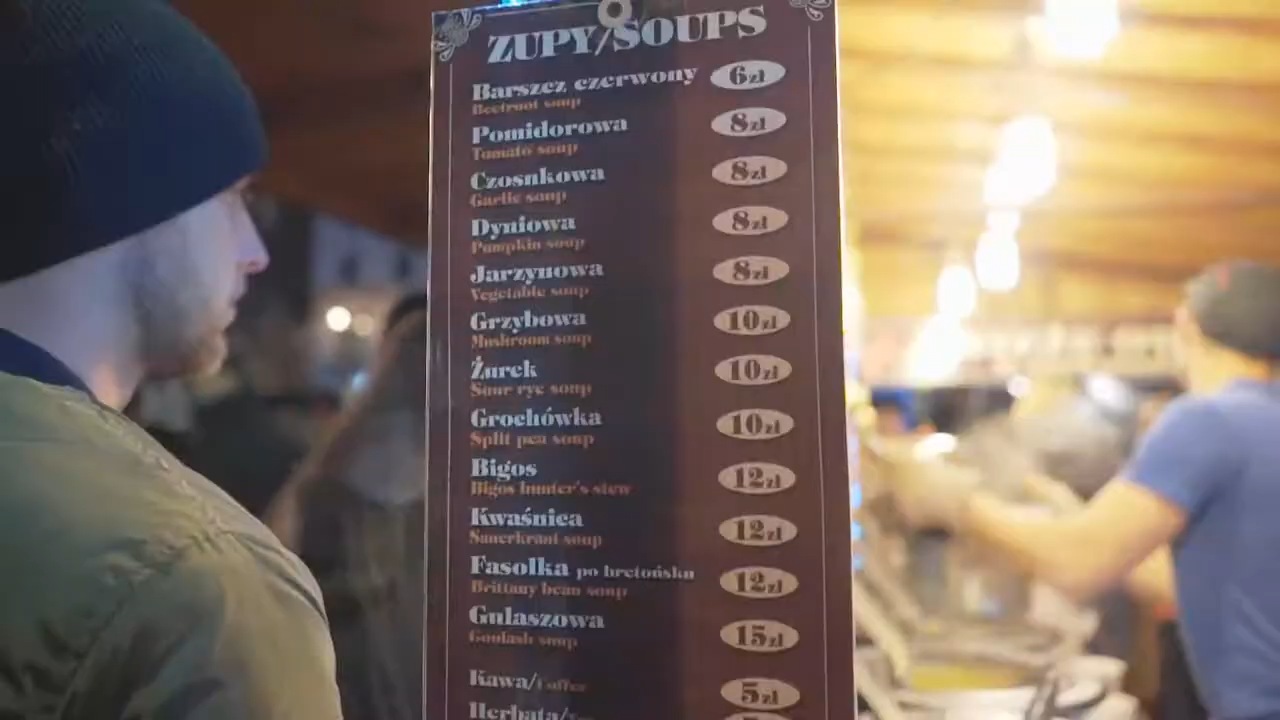 ZUPY/SOUPS
Barszcz czerwony 6zł
Beetroot soup
Pomidorowa 8zł
Tomato soup
Czosnkowa 8zł
Garlic soup
Dyniowa 8zł
Pumpkin soup
Jarzynowa 8zł
Vegetable soup
Grzybowa 10zł
Mushroom soup
Żurek 10zł
Sour rye soup
Grochówka 10zł
Split pea soup
Bigos 12zł
Bigos hunter's stew
Kwaśnica 12zł
Sauerkraut soup
Fasolka po bretońsku 12zł
Brittany bean soup
Gulaszowa 15zł
Goulash soup
Kawa/Coffee 5zł
Herbata/